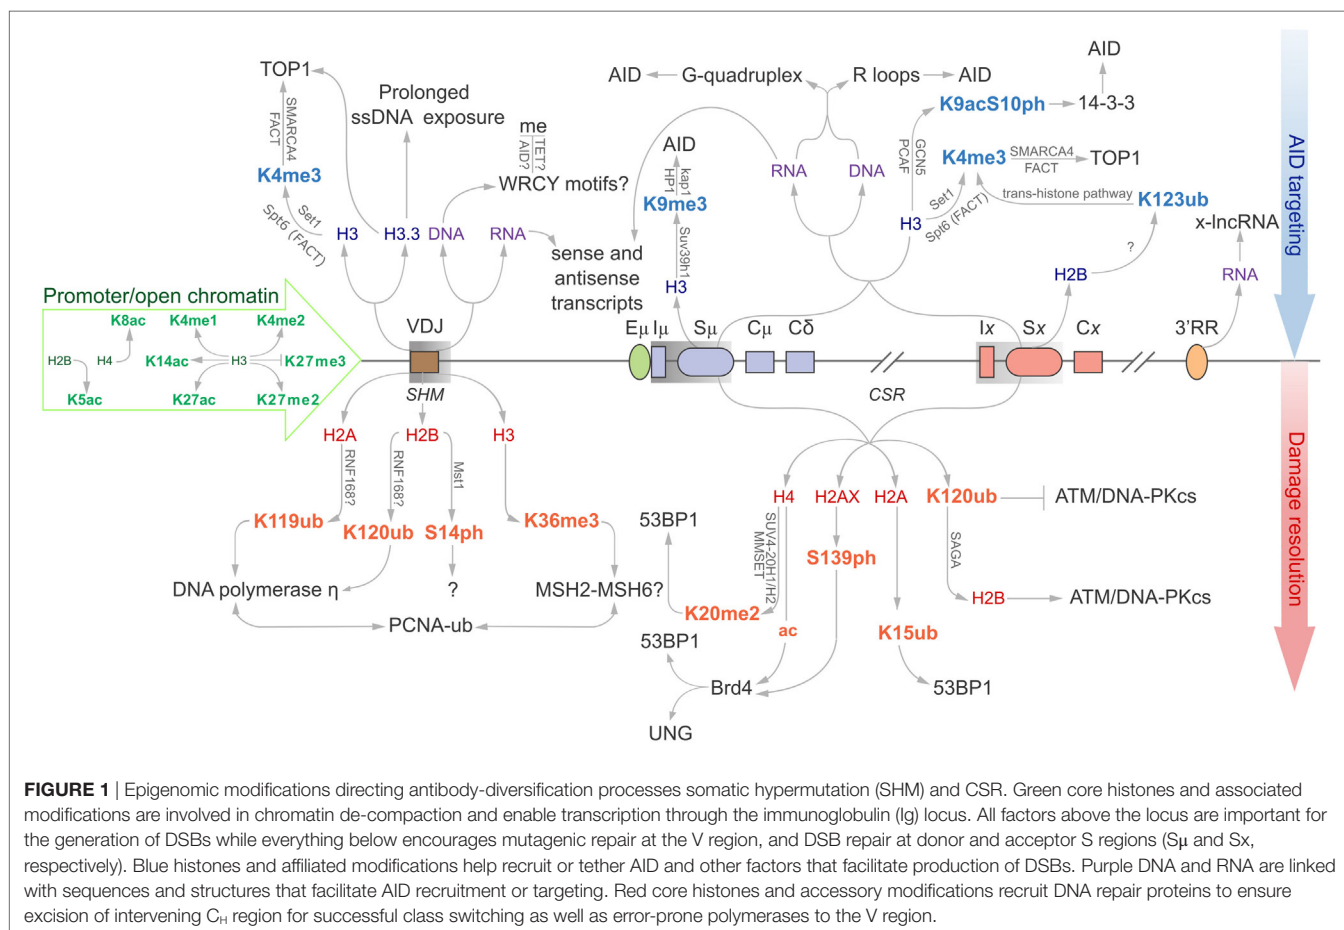 TOP1
SMARCA4
FACT
K4me3
Set1
Spt6 (FACT)
H3
Prolonged
ssDNA exposure
H3.3
me
AID?
TET?
WRCY motifs?
DNA
RNA
sense and
antisense
transcripts
AID
G-quadruplex
R loops
AID
AID
kap1
HP1
K9me3
Suv39h1
H3
RNA
DNA
AID
K9acS10ph
14-3-3
GCN5
PCAF
K4me3
SMARCA4
FACT
TOP1
trans-histone pathway
K123ub
Set1
Spt6 (FACT)
H3
?
H2B
x-lncRNA
RNA
AID targeting
Promoter/open chromatin
K8ac
K4me1
K4me2
H2B
H4
K14ac
H3
K27me3
K5ac
K27ac
K27me2
VDJ
SHM
Eμ
Iμ
Sμ
Cμ
Cδ
CSR
Ix
Sx
Cx
3'RR
H2A
H2B
H3
RNF168?
RNF168?
Mst1
K119ub
K120ub
S14ph
K36me3
DNA polymerase η
?
MSH2-MSH6?
PCNA-ub
H4
H2AX
H2A
K120ub
ATM/DNA-PKcs
53BP1
SUV4-20H1/H2
MMSET
S139ph
SAGA
K20me2
ac
K15ub
H2B
ATM/DNA-PKcs
53BP1
Brd4
53BP1
UNG
Damage resolution
FIGURE 1 | Epigenomic modifications directing antibody-diversification processes somatic hypermutation (SHM) and CSR. Green core histones and associated
modifications are involved in chromatin de-compaction and enable transcription through the immunoglobulin (Ig) locus. All factors above the locus are important for
the generation of DSBs while everything below encourages mutagenic repair at the V region, and DSB repair at donor and acceptor S regions (Sμ and Sx,
respectively). Blue histones and affiliated modifications help recruit or tether AID and other factors that facilitate production of DSBs. Purple DNA and RNA are linked
with sequences and structures that facilitate AID recruitment or targeting. Red core histones and accessory modifications recruit DNA repair proteins to ensure
excision of intervening CH region for successful class switching as well as error-prone polymerases to the V region.